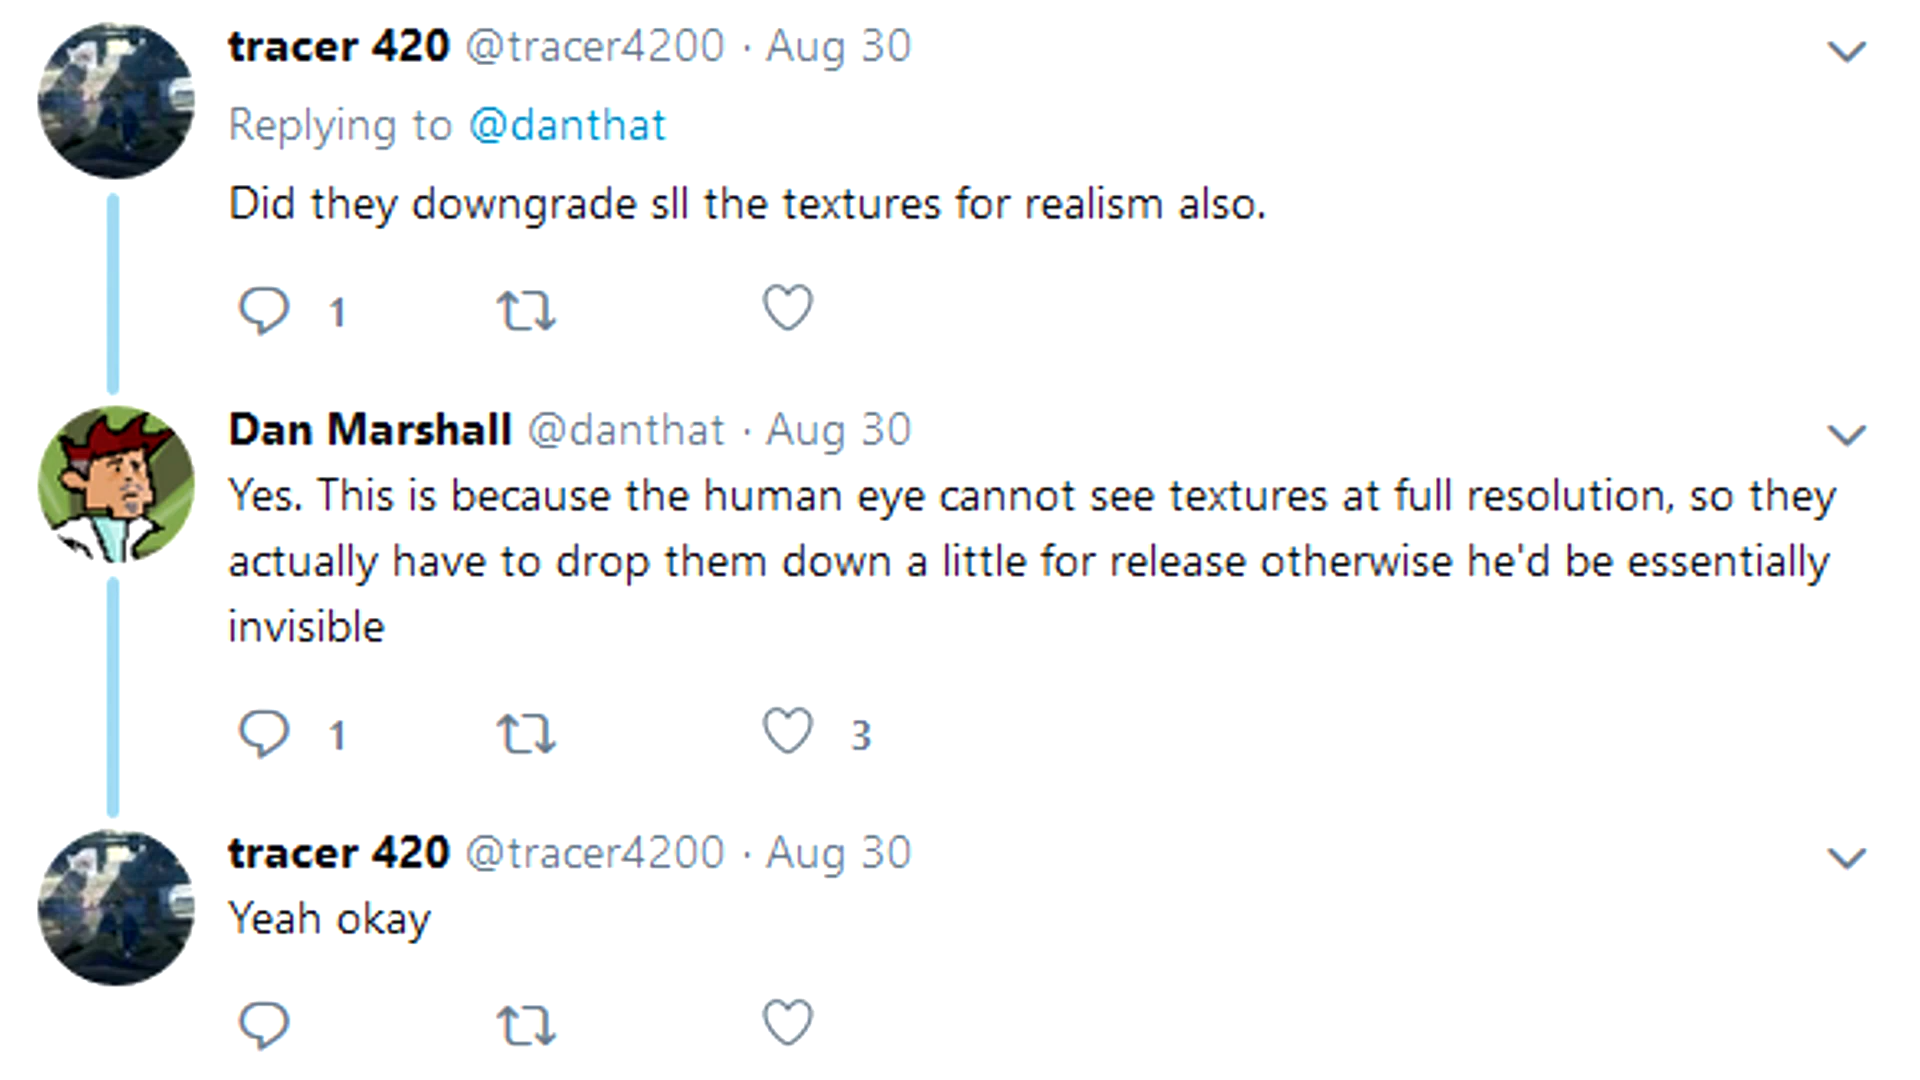 tracer 420 @tracer4200 · Aug 30
Replying to @danthat
Did they downgrade sll the textures for realism also.
1
Dan Marshall @danthat · Aug 30
Yes. This is because the human eye cannot see textures at full resolution, so they
actually have to drop them down a little for release otherwise he'd be essentially
invisible
1 3
tracer 420 @tracer4200 · Aug 30
Yeah okay